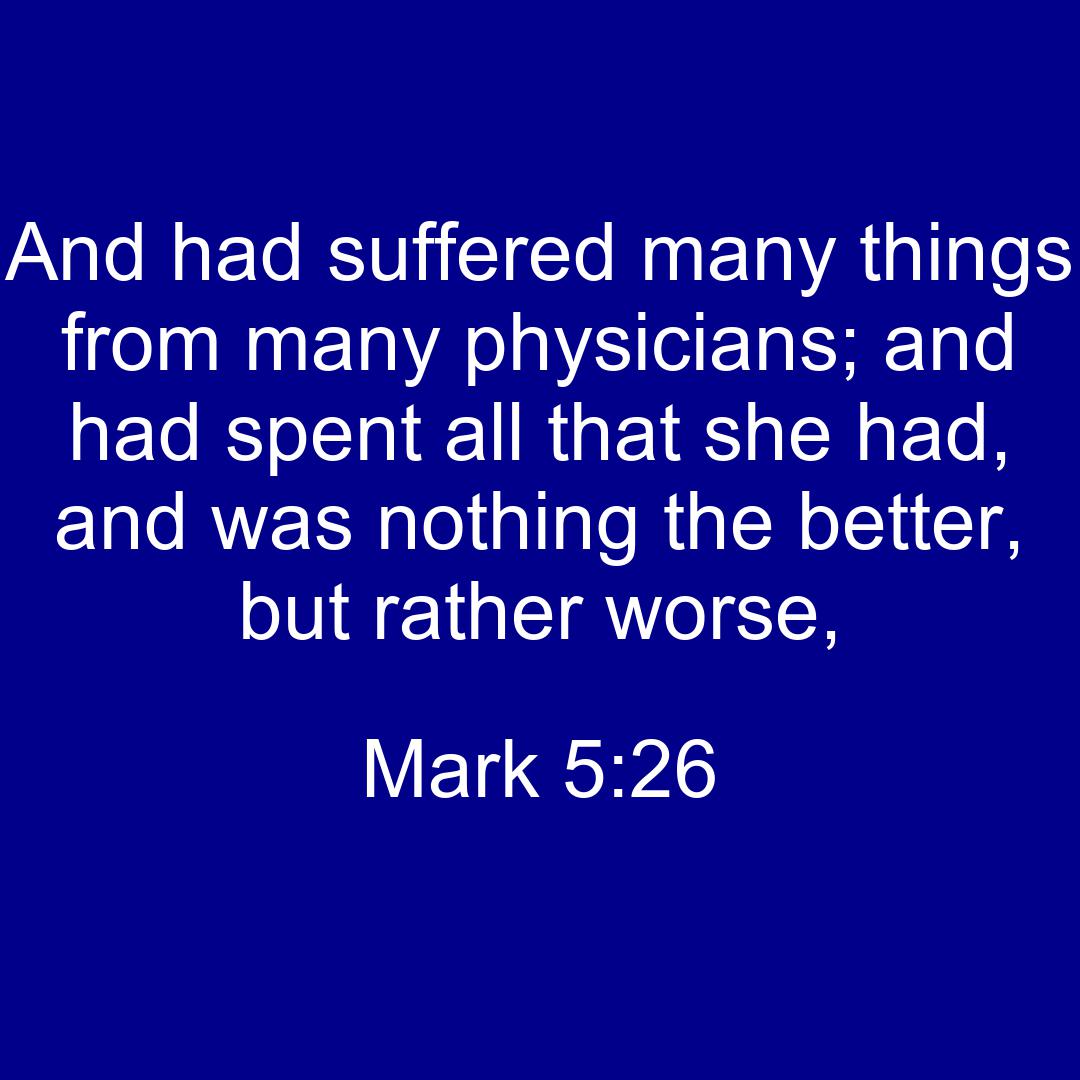 And had suffered many things
from many physicians; and
had spent all that she had,
and was nothing the better,
but rather worse,
Mark 5:26